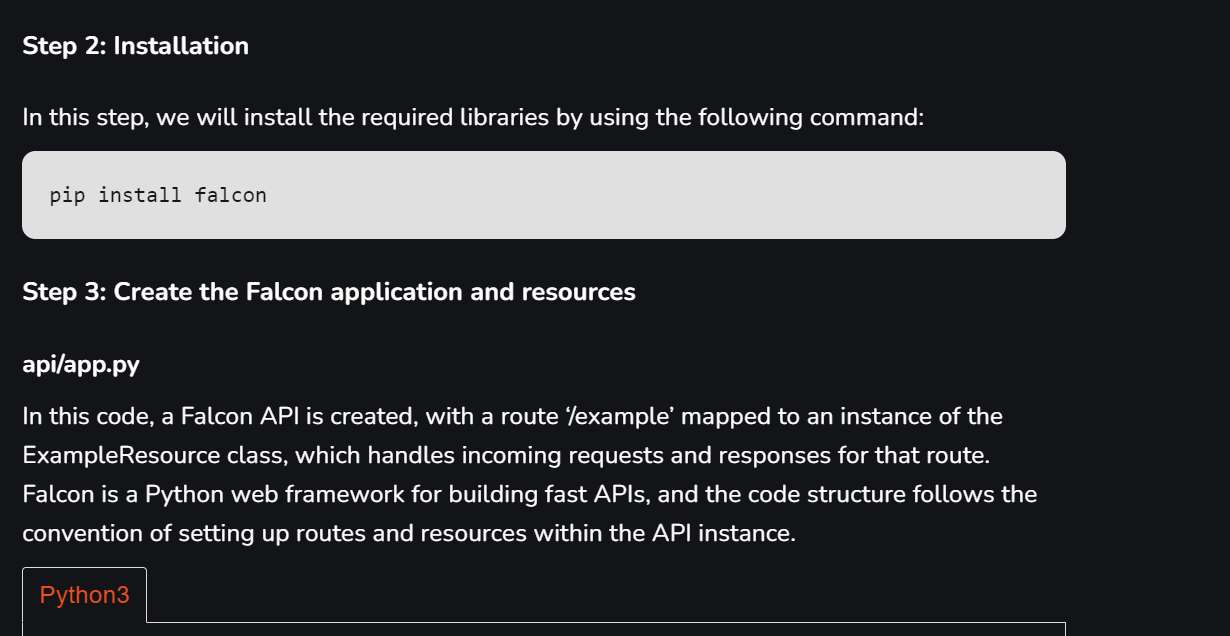 Step 2: Installation
In this step, we will install the required libraries by using the following command:
pip install falcon
Step 3: Create the Falcon application and resources
api/app.py
In this code, a Falcon API is created, with a route ‘/example’ mapped to an instance of the
ExampleResource class, which handles incoming requests and responses for that route.
Falcon is a Python web framework for building fast APIs, and the code structure follows the
convention of setting up routes and resources within the API instance.
Python3